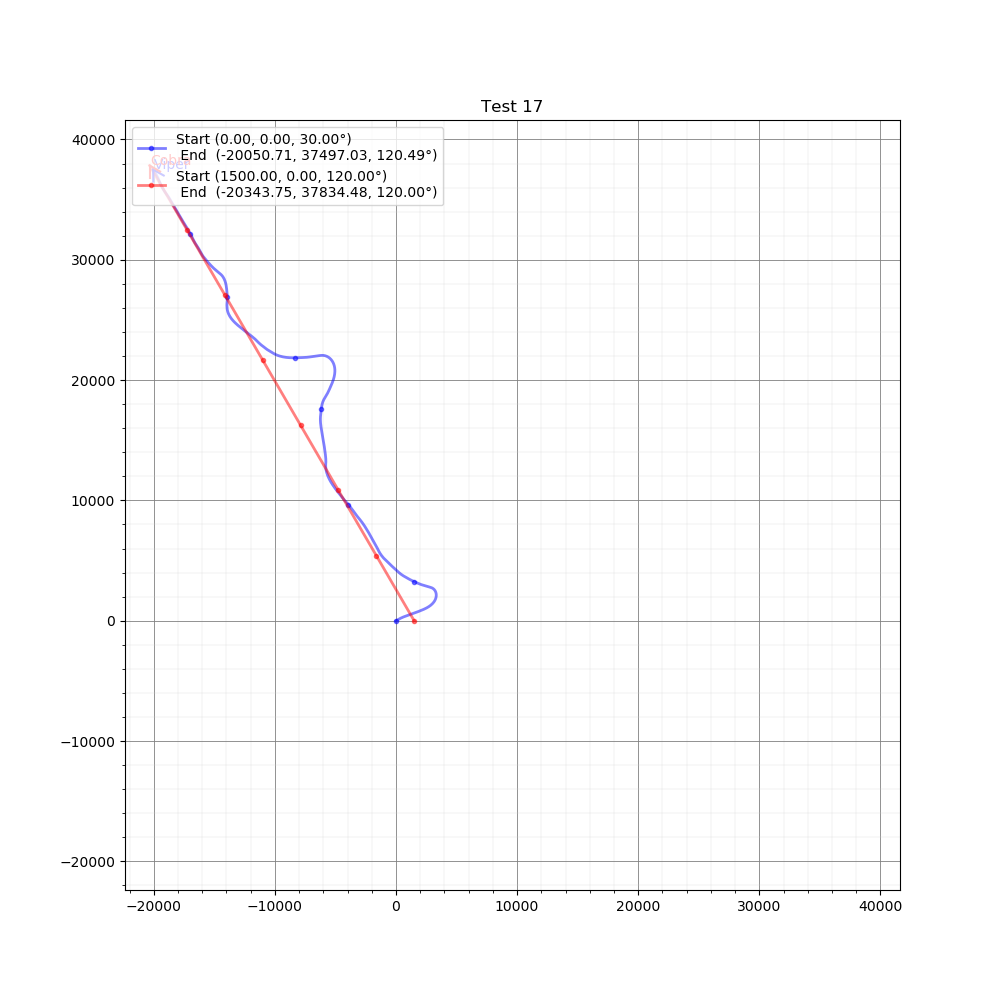 Test 17
Start (0.00, 0.00, 30.00°)
End (-20050.71, 37497.03, 120.49°)
Start (1500.00, 0.00, 120.00°)
End (-20343.75, 37834.48, 120.00°)
Viper
40000
30000
20000
10000
0
−10000
−20000
−20000 −10000 0 10000 20000 30000 40000